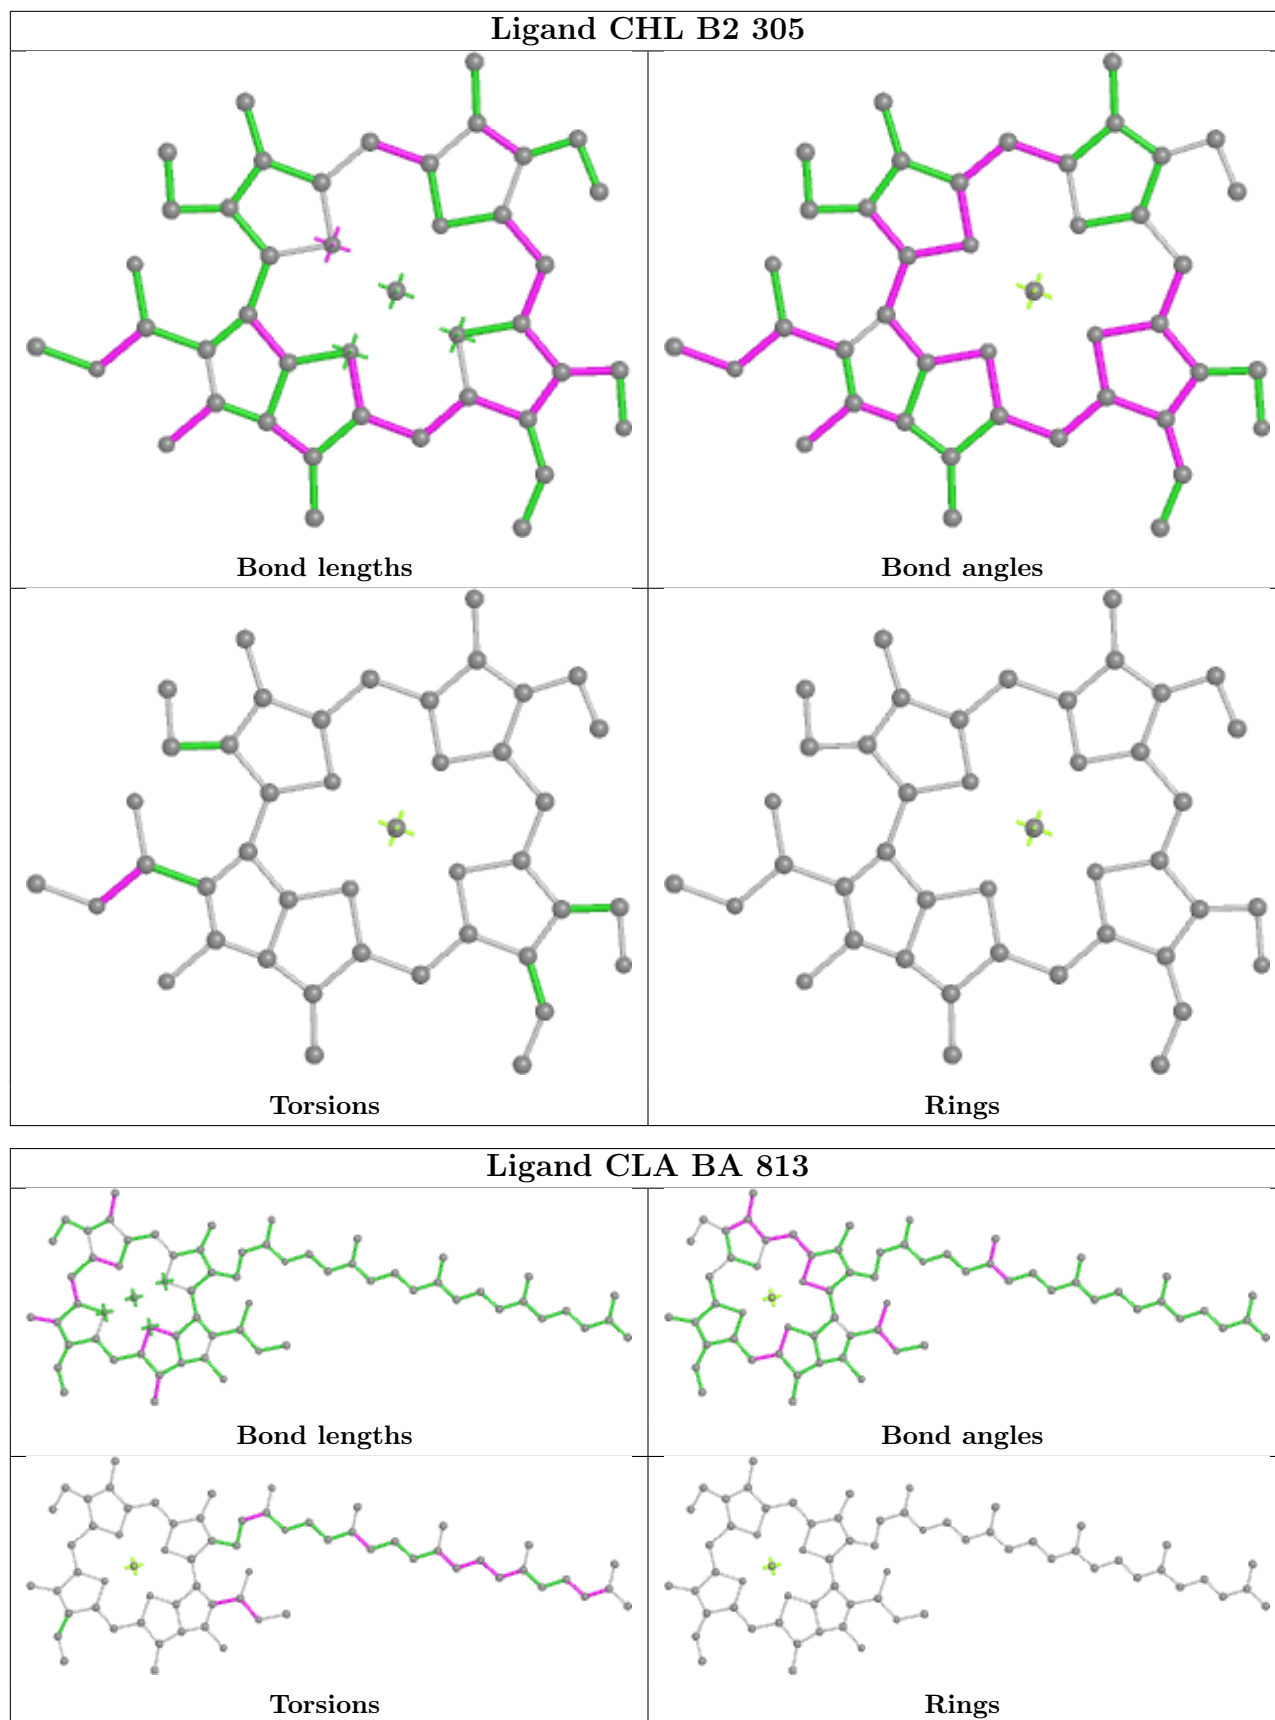 Ligand CHL B2 305
Bond lengths
Bond angles
Torsions
Rings
Ligand CLA BA 813
Bond lengths
Bond angles
Torsions
Rings